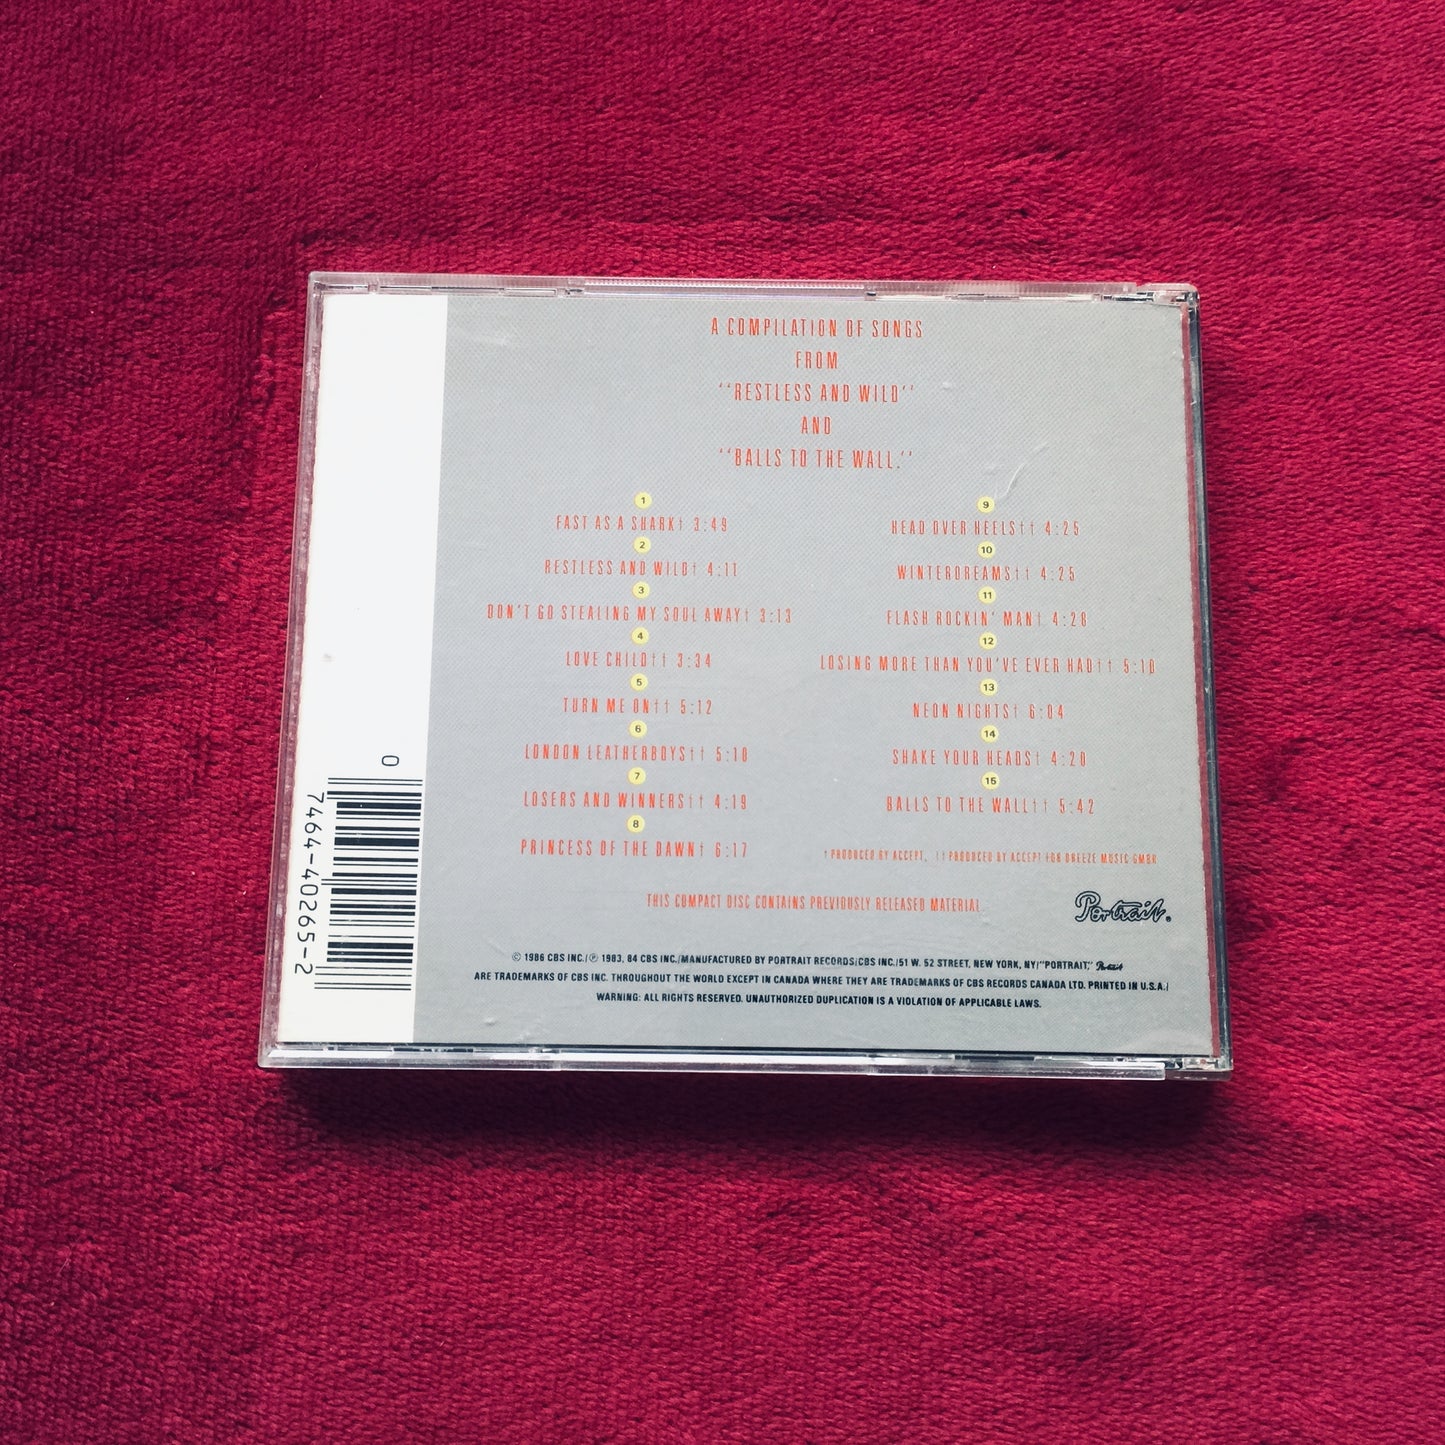 A COMPILATION OF SONGS
FROM
"RESTLESS AND WILD"
AND
"BALLS TO THE WALL."
1
FAST AS A SHARK† 3:49
2
RESTLESS AND WILD† 4:11
3
DON'T GO STEALING MY SOUL AWAY† 3:13
4
LOVE CHILD†† 3:34
5
TURN ME ON†† 5:12
6
LONDON LEATHERBOYS†† 5:10
7
LOSERS AND WINNERS†† 4:19
8
PRINCESS OF THE DAWN† 6:17
9
HEAD OVER HEELS†† 4:25
10
WINTERDREAMS†† 4:25
11
FLASH ROCKIN' MAN† 4:28
12
LOSING MORE THAN YOU'VE EVER HAD†† 5:10
13
NEON NIGHTS† 6:04
14
SHAKE YOUR HEADS† 4:20
15
BALLS TO THE WALL†† 5:42
† PRODUCED BY ACCEPT, †† PRODUCED BY ACCEPT FOR BREEZE MUSIC GMBH
THIS COMPACT DISC CONTAINS PREVIOUSLY RELEASED MATERIAL.
Portrait®
© 1986 CBS INC./℗ 1983, 84 CBS INC./MANUFACTURED BY PORTRAIT RECORDS/CBS INC./51 W. 52 STREET, NEW YORK, NY/"PORTRAIT," Portrait
ARE TRADEMARKS OF CBS INC. THROUGHOUT THE WORLD EXCEPT IN CANADA WHERE THEY ARE TRADEMARKS OF CBS RECORDS CANADA LTD. PRINTED IN U.S.A./
WARNING: ALL RIGHTS RESERVED. UNAUTHORIZED DUPLICATION IS A VIOLATION OF APPLICABLE LAWS.
0
7464-40265-2